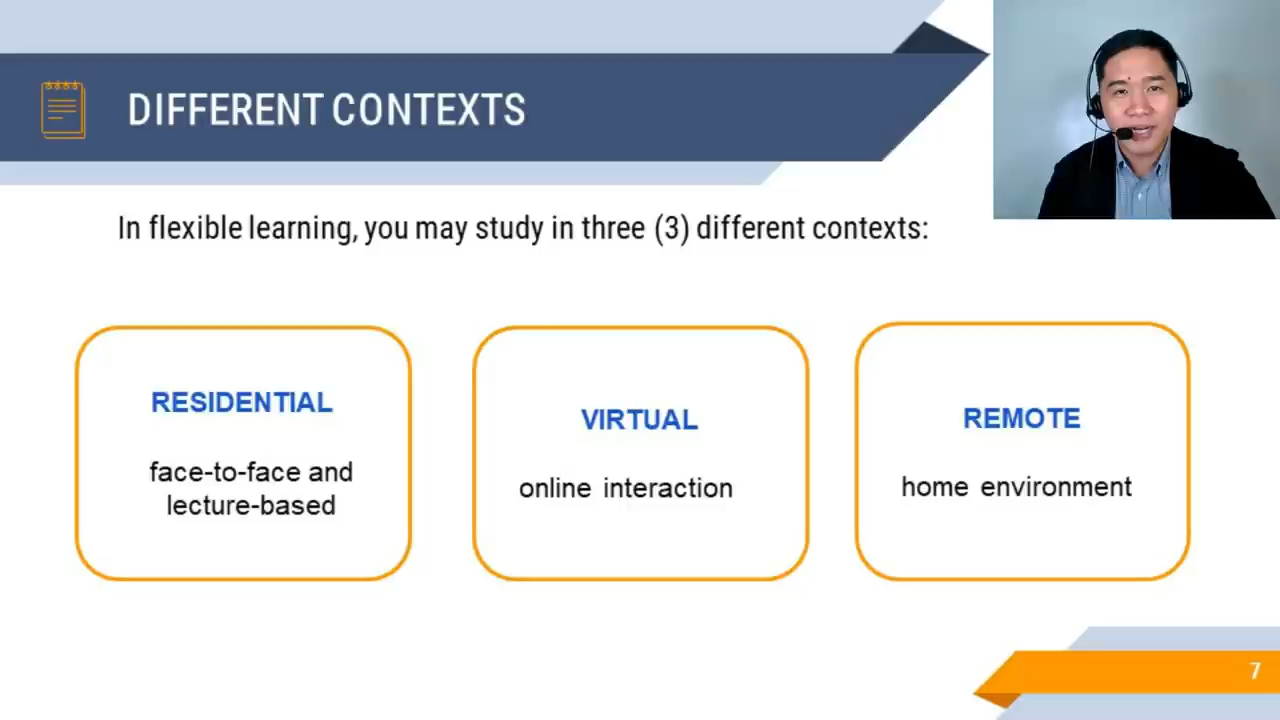 DIFFERENT CONTEXTS
In flexible learning, you may study in three (3) different contexts:
RESIDENTIAL
face-to-face and
lecture-based
VIRTUAL
online interaction
REMOTE
home environment
7